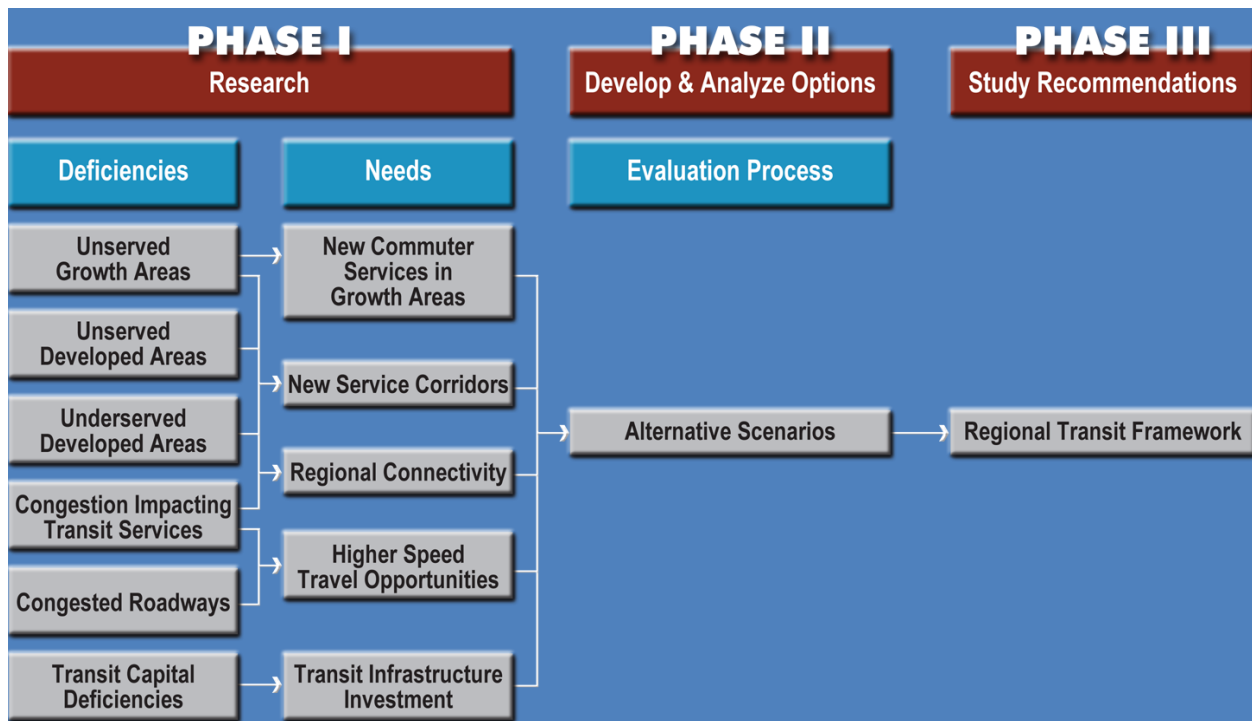 PHASE I
Research
PHASE II
Develop & Analyze Options
PHASE III
Study Recommendations
Deficiencies
Needs
Evaluation Process
Unserved
Growth Areas
Unserved
Developed Areas
Underserved
Developed Areas
Congestion Impacting
Transit Services
Congested Roadways
Transit Capital
Deficiencies
New Commuter
Services in
Growth Areas
New Service Corridors
Regional Connectivity
Higher Speed
Travel Opportunities
Transit Infrastructure
Investment
Alternative Scenarios
Regional Transit Framework